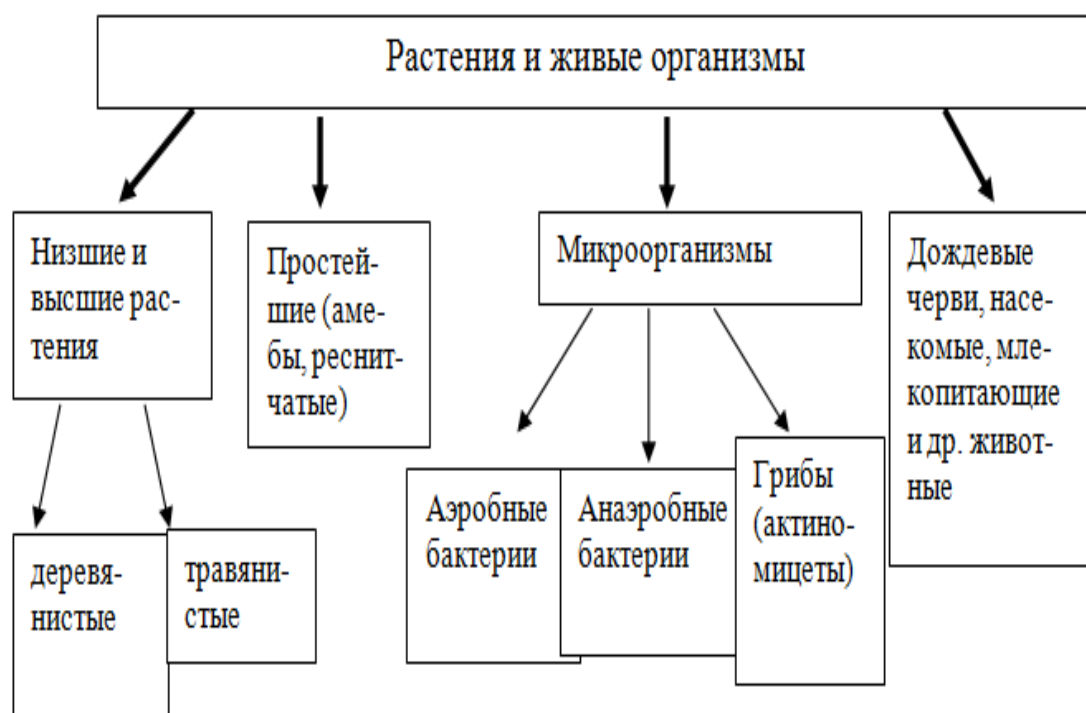 Растения и живые организмы
Низшие и
высшие рас-
тения
Простей-
шие (аме-
бы, реснит-
чатые)
Микроорганизмы
Дождевые
черви, насе-
комые, мле-
копитающие
и др. живот-
ные
деревя-
нистые
травяни-
стые
Аэробные
бактерии
Анаэробные
бактерии
Грибы
(актино-
мицеты)